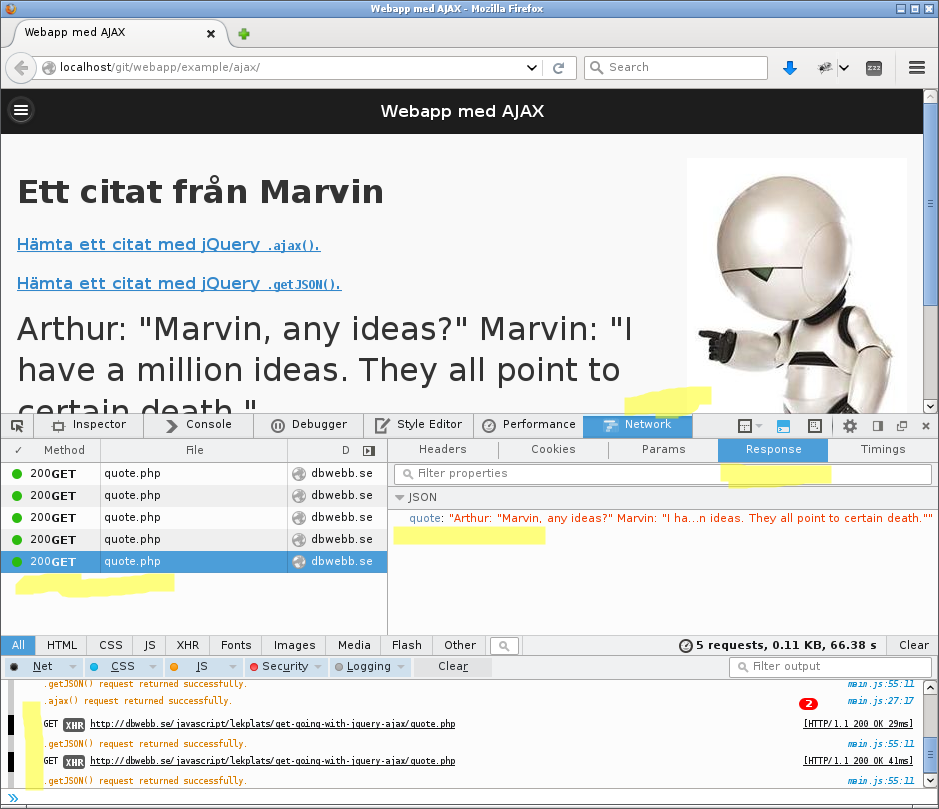 Webapp med AJAX - Mozilla Firefox
Webapp med AJAX
localhost/git/webapp/example/ajax/
Search
Webapp med AJAX
Ett citat från Marvin
Hämta ett citat med jQuery .ajax().
Hämta ett citat med jQuery .getJSON().
Arthur: "Marvin, any ideas?" Marvin: "I
have a million ideas. They all point to
certain death."
Inspector Console Debugger Style Editor Performance Network
✓ Method File D
Headers Cookies Params Response Timings
200 GET quote.php dbwebb.se
200 GET quote.php dbwebb.se
200 GET quote.php dbwebb.se
200 GET quote.php dbwebb.se
200 GET quote.php dbwebb.se
Filter properties
JSON
quote: "Arthur: "Marvin, any ideas?" Marvin: "I ha...n ideas. They all point to certain death.""
All HTML CSS JS XHR Fonts Images Media Flash Other 5 requests, 0.11 KB, 66.38 s Clear
Net CSS JS Security Logging Clear Filter output
.getJSON() request returned successfully. main.js:55:11
.ajax() request returned successfully. 2 main.js:27:17
GET XHR http://dbwebb.se/javascript/lekplats/get-going-with-jquery-ajax/quote.php [HTTP/1.1 200 OK 29ms]
.getJSON() request returned successfully. main.js:55:11
GET XHR http://dbwebb.se/javascript/lekplats/get-going-with-jquery-ajax/quote.php [HTTP/1.1 200 OK 41ms]
.getJSON() request returned successfully. main.js:55:11
»